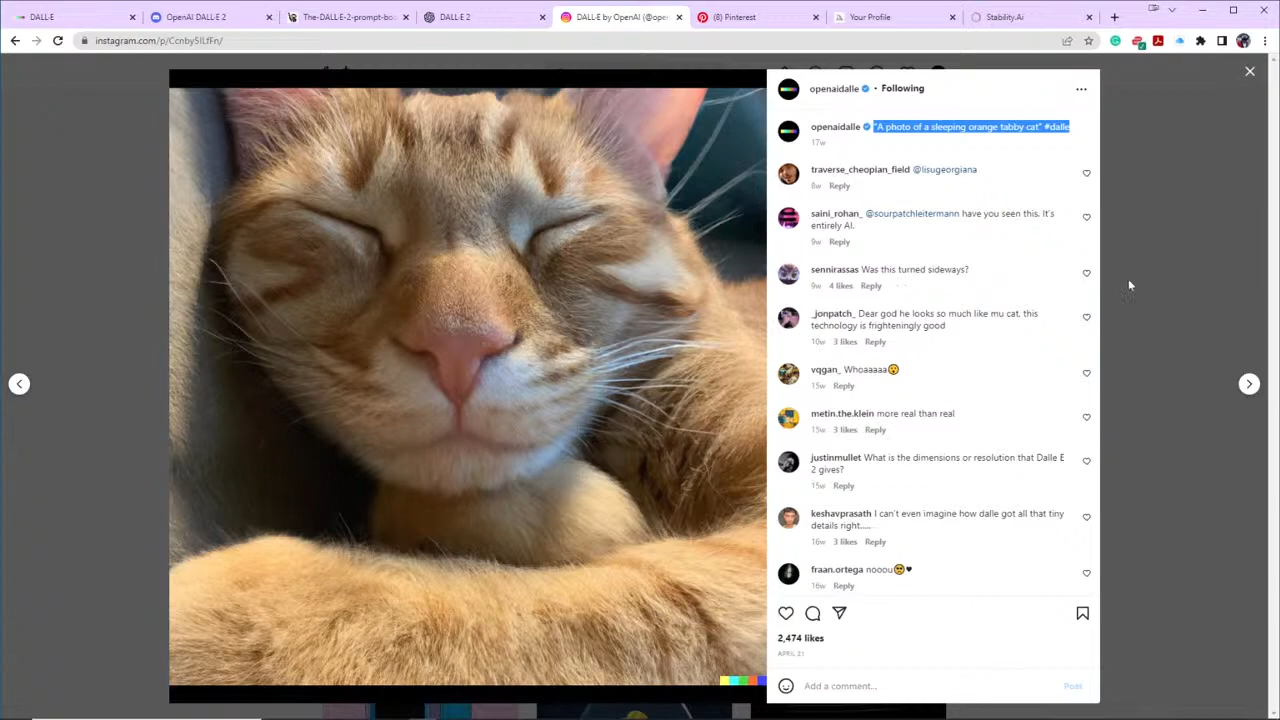 DALL-E
OpenAI DALL-E 2
The-DALL-E-2-prompt-bo
DALL·E 2
DALL·E by OpenAI (@open
(8) Pinterest
Your Profile
Stability.Ai
instagram.com/p/CcnbySlLfFn/
openaidalle • Following
openaidalle "A photo of a sleeping orange tabby cat" #dalle
17w
traverse_cheopian_field @lisugeorgiana
8w Reply
saini_rohan_ @sourpatchleitermann have you seen this. It's
entirely AI.
9w Reply
sennirassas Was this turned sideways?
9w 4 likes Reply
_jonpatch_ Dear god he looks so much like mu cat, this
technology is frighteningly good
10w 3 likes Reply
vqgan_ Whoaaaaa😯
15w Reply
metin.the.klein more real than real
15w 3 likes Reply
justinmullet What is the dimensions or resolution that Dalle E
2 gives?
15w Reply
keshavprasath I can't even imagine how dalle got all that tiny
details right.....
16w 3 likes Reply
fraan.ortega nooou🥺♥
16w Reply
2,474 likes
APRIL 21
Add a comment...
Post